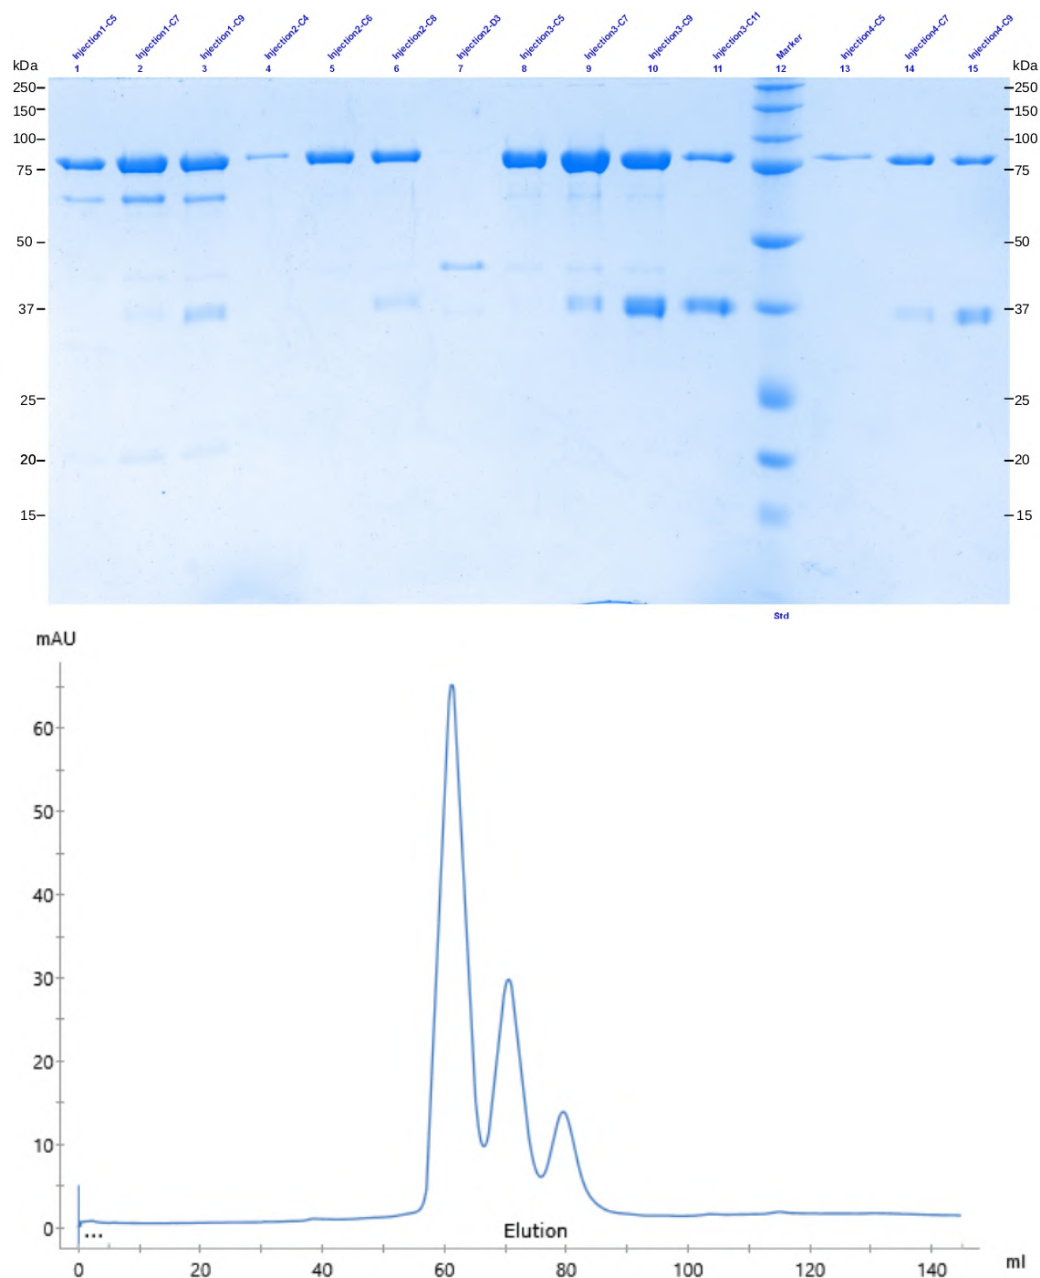 Injection1-C5 Injection1-C7 Injection1-C9 Injection2-C4 Injection2-C6 Injection2-C8 Injection2-D3 Injection3-C5 Injection3-C7 Injection3-C9 Injection3-C11 Marker Injection4-C5 Injection4-C7 Injection4-C9
kDa 1 2 3 4 5 6 7 8 9 10 11 12 13 14 15 kDa
250 250
150 150
100 100
75 75
50 50
37 37
25 25
20 20
15 15
Std
mAU
60
50
40
30
20
10
0 ... Elution
0 20 40 60 80 100 120 140 ml